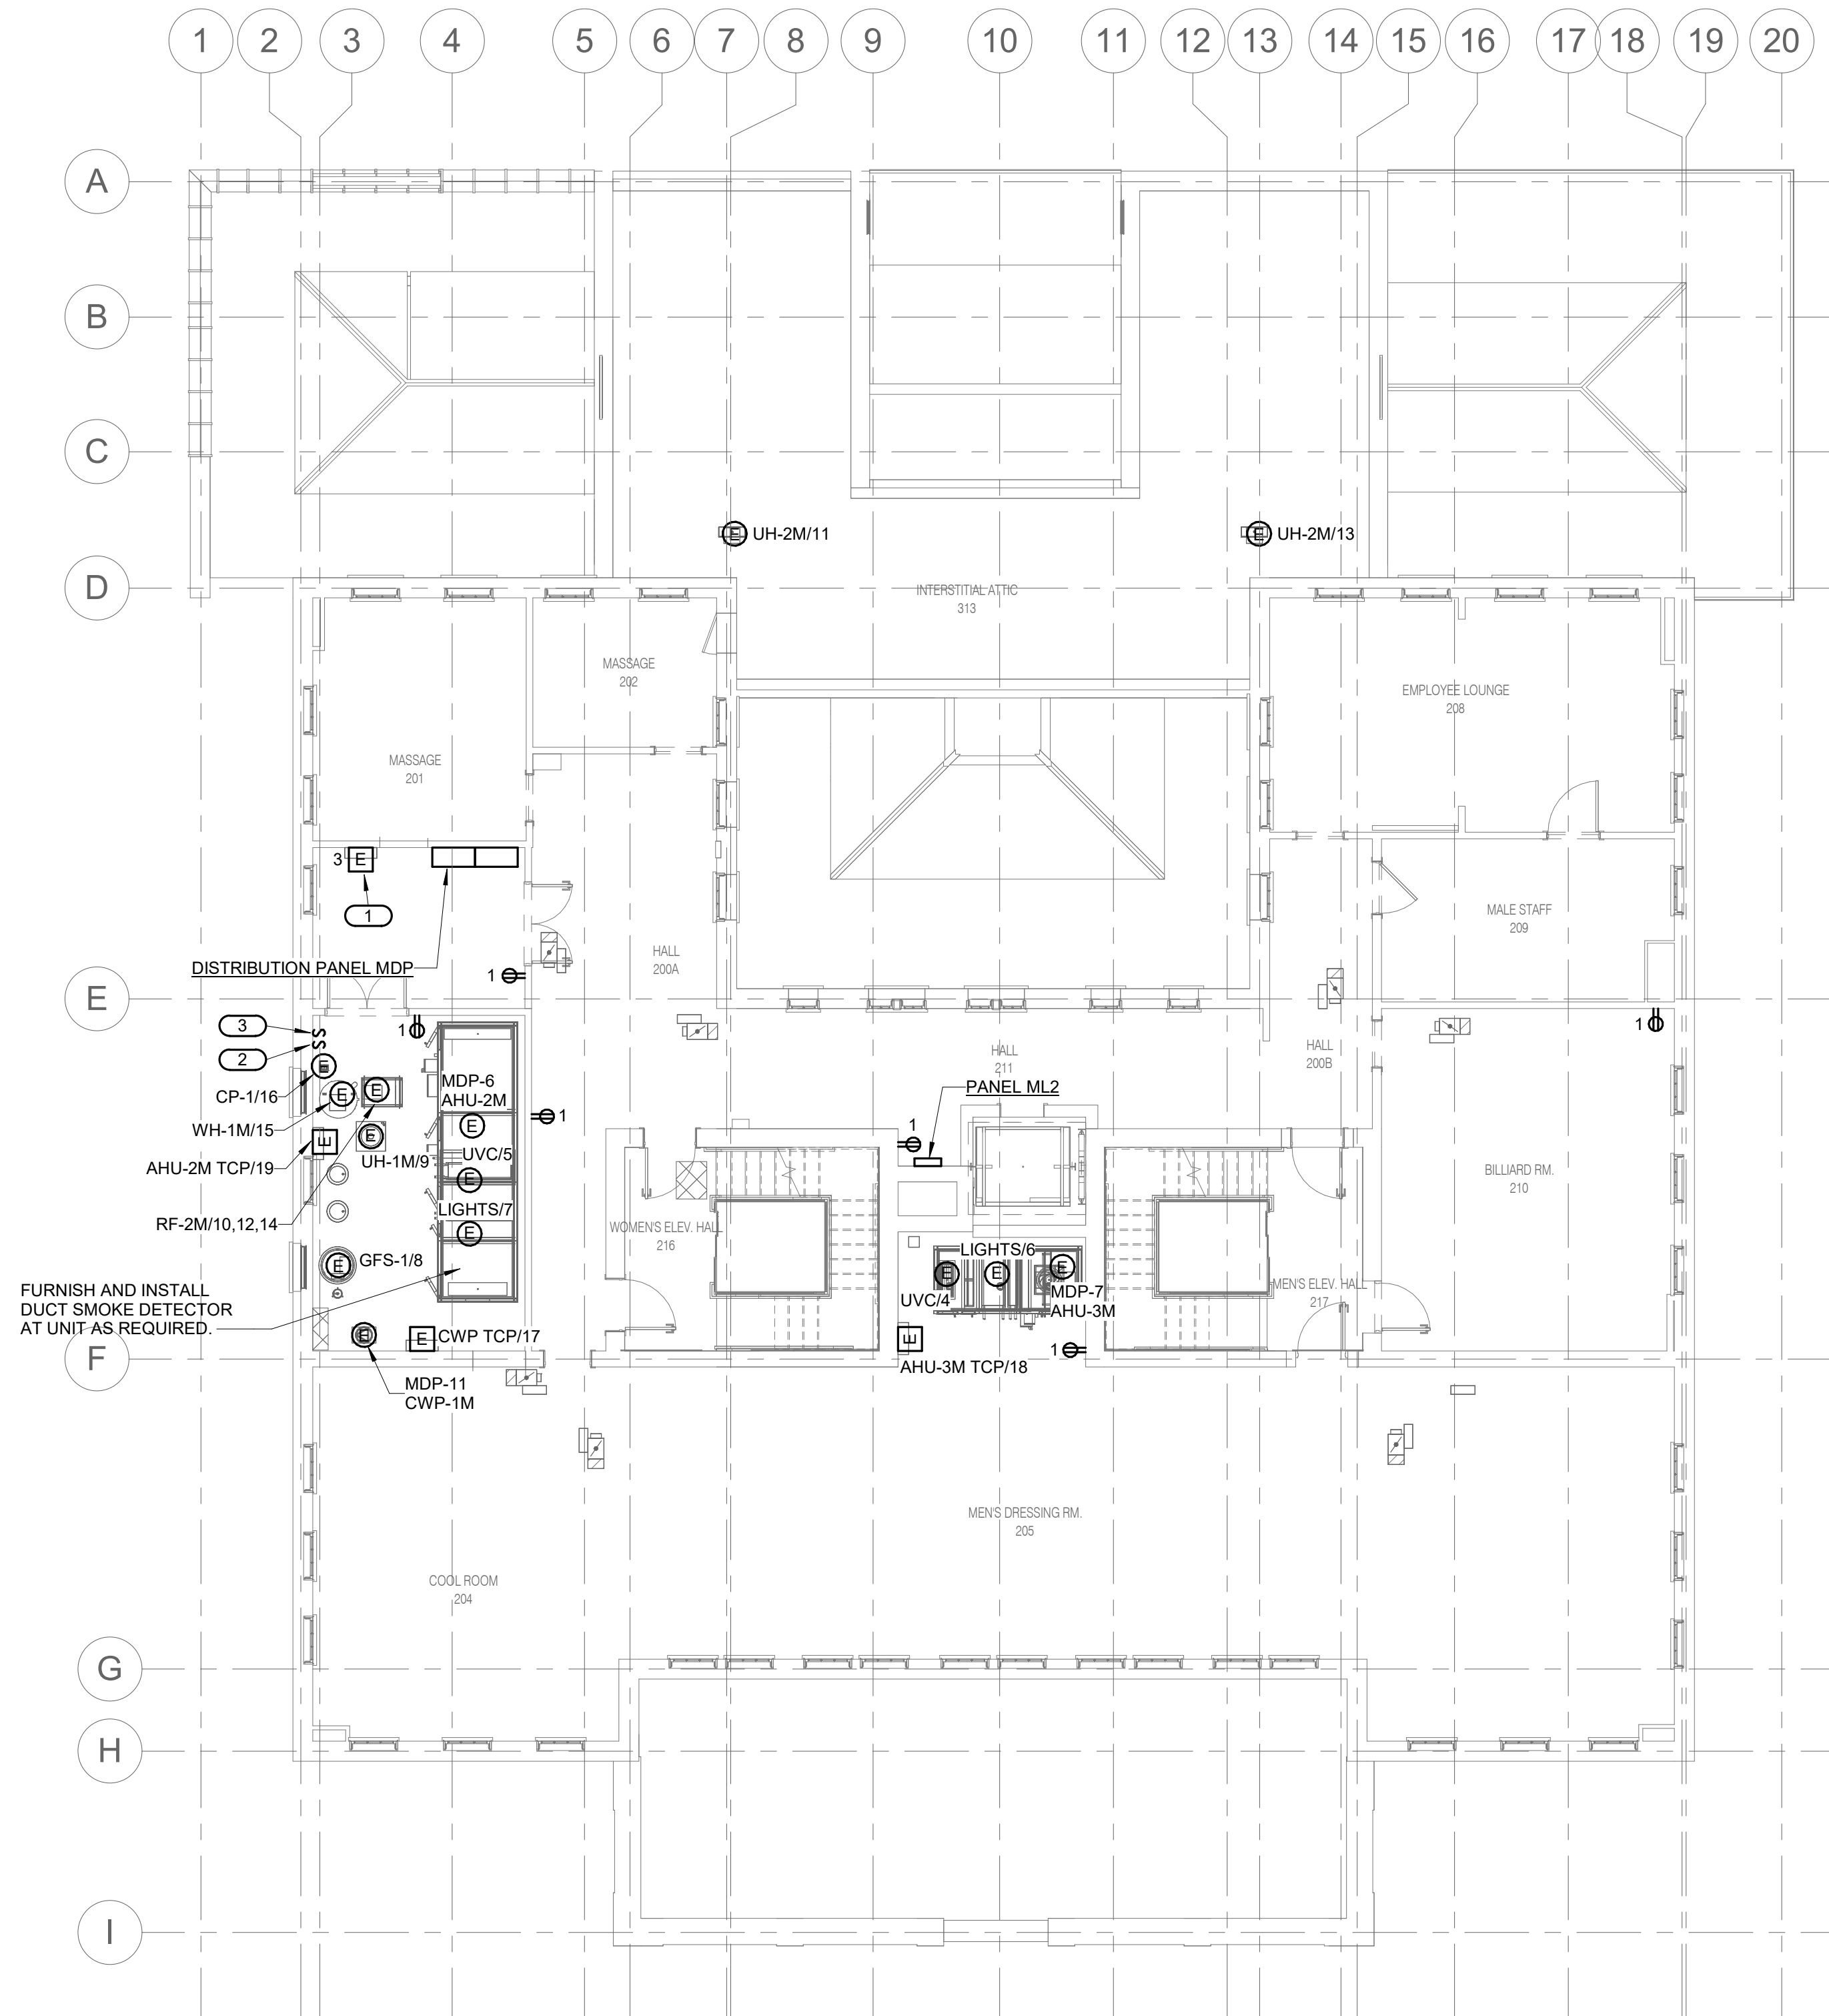 1 2 3 4 5 6 7 8 9 10 11 12 13 14 15 16 17 18 19 20
A
B
C
E UH-2M/11
E UH-2M/13
D
INTERSTITIAL ATTIC
313
MASSAGE
202
EMPLOYEE LOUNGE
208
MASSAGE
201
3 E
1
MALE STAFF
209
HALL
200A
DISTRIBUTION PANEL MDP
1
E
3
1
1
2
HALL
211
HALL
200B
E
CP-1/16
MDP-6
AHU-2M
PANEL ML2
E
E
WH-1M/15
E
1
1
E
E
UH-1M/9
UVC/5
AHU-2M TCP/19
BILLIARD RM.
210
E
LIGHTS/7
RF-2M/10,12,14
WOMEN'S ELEV. HALL
216
E
GFS-1/8
E
LIGHTS/6
E
E
E
MEN'S ELEV. HALL
217
FURNISH AND INSTALL
DUCT SMOKE DETECTOR
AT UNIT AS REQUIRED.
UVC/4
MDP-7
AHU-3M
E
E CWP TCP/17
E
1
F
AHU-3M TCP/18
MDP-11
CWP-1M
MEN'S DRESSING RM.
205
COOL ROOM
204
G
H
I